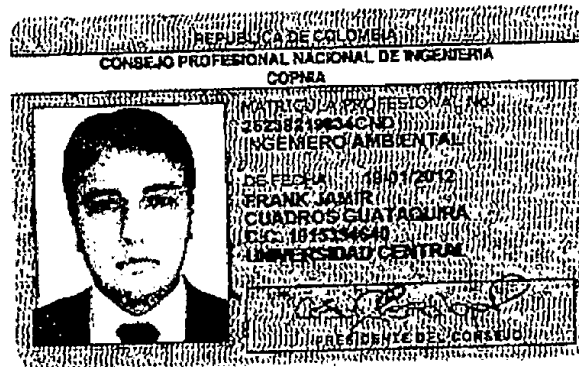 REPUBLICA DE COLOMBIA
CONSEJO PROFESIONAL NACIONAL DE INGENIERIA
COPNIA
MATRICULA PROFESIONAL No.
INGENIERO AMBIENTAL
DE FECHA 19/01/2012
FRANK JAMIR
CUADROS GUATAQUIRA
C.C.
UNIVERSIDAD CENTRAL
PRESIDENTE DEL CONSEJO